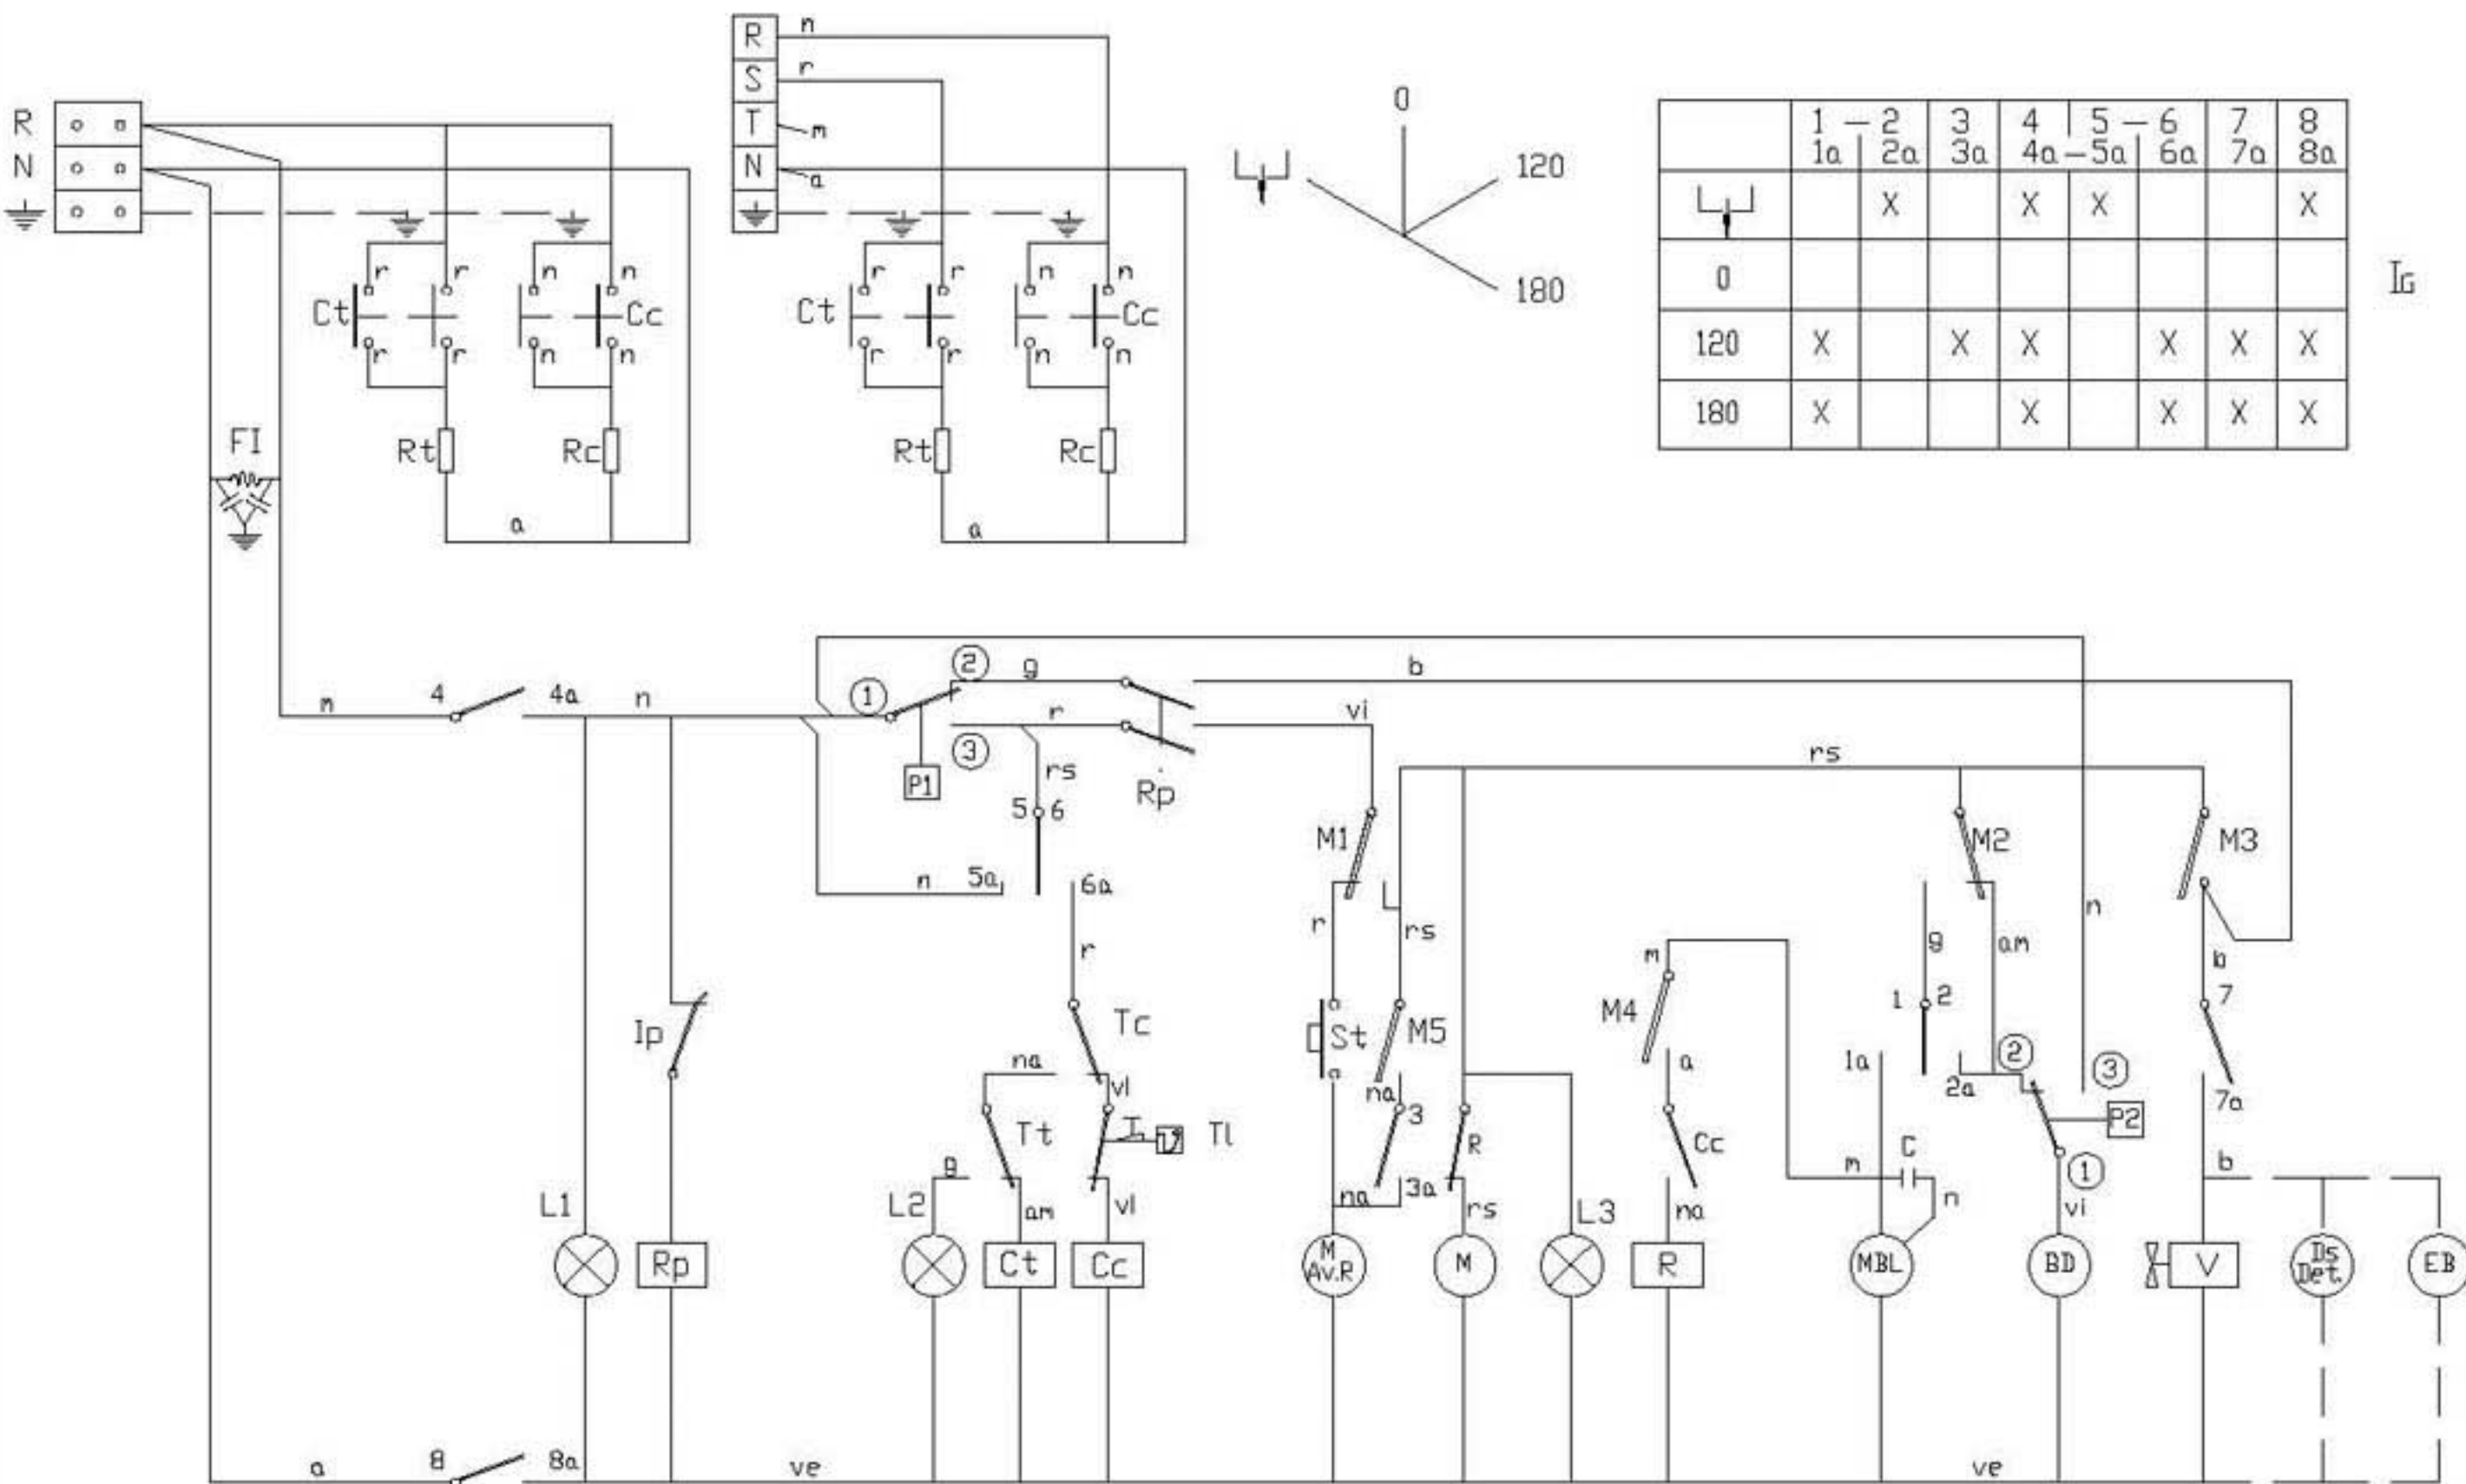 R
N
R n
S r
T m
N a
0
120
180
1 – 2 3 4 5 – 6 7 8
1a 2a 3a 4a – 5a 6a 7a 8a
X X X X
0
120 X X X X X X
180 X X X X X
IG
Ct r r n n Cc
r r n n
Ct r r n n Cc
r r n n
FI
Rt Rc
Rt Rc
a
a
m 4 4a n 1 2 g b
3 r vi
P1 rs Rp rs
5 6 M1 M2 M3
n 5a 6a
r rs g am n b
r m
Ip Tc St M5 M4 1 2 7
na vl na a 1a 2a 2 3 7a
Tt T Tl 3 R Cc C P2
g na 3a m n 1 b
L1 L2 am vl rs L3 na vi
Rp Ct Cc M Av.R M R MBL BD V Ds Det. EB
a 8 8a ve ve